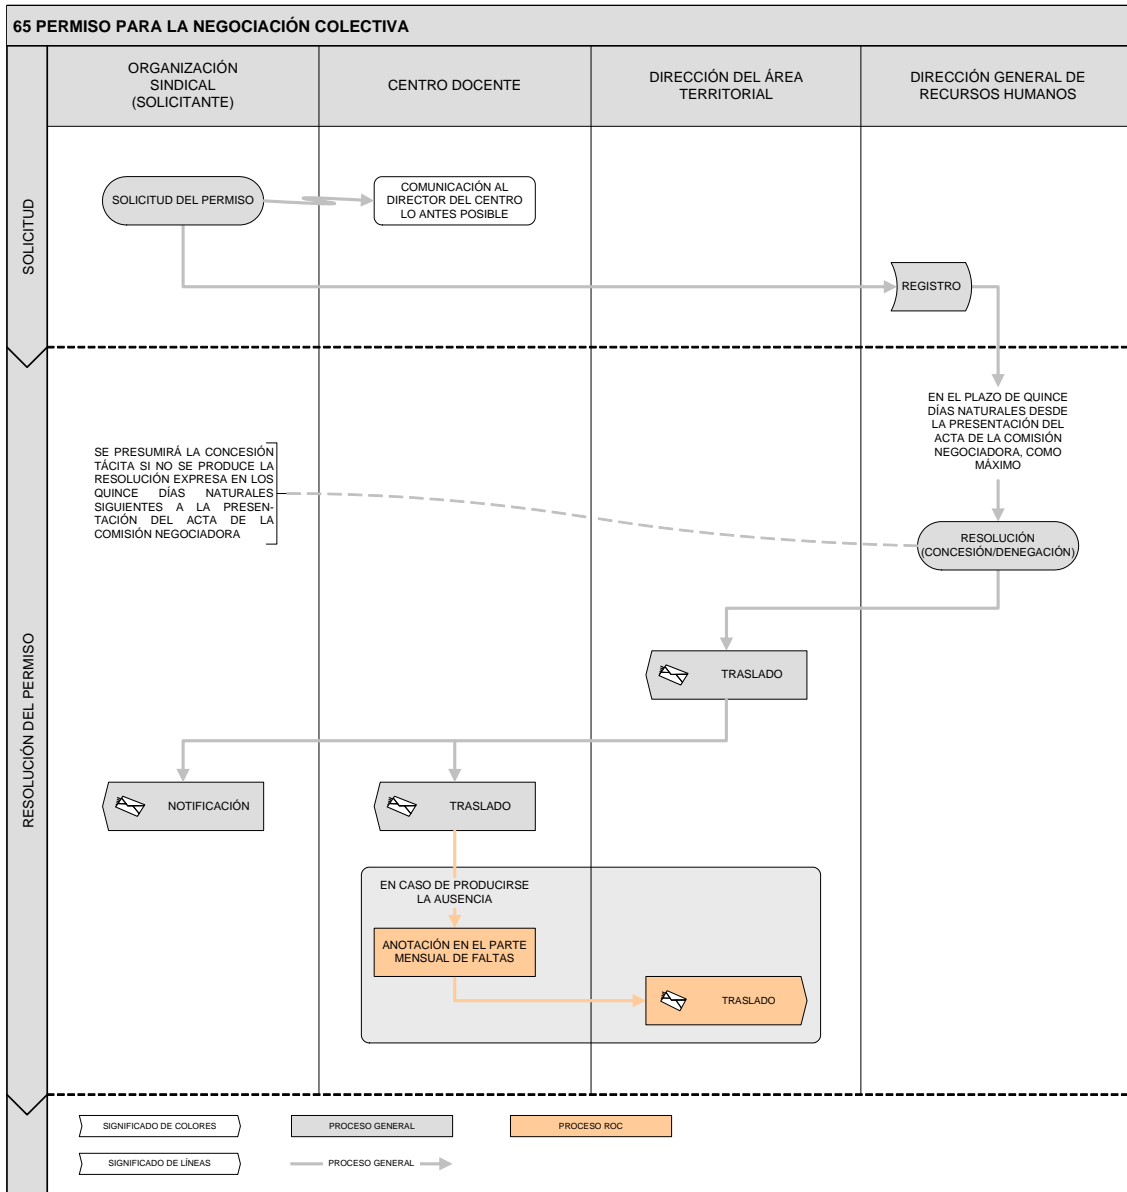 65 PERMISO PARA LA NEGOCIACIÓN COLECTIVA
ORGANIZACIÓN
SINDICAL
(SOLICITANTE)
CENTRO DOCENTE
DIRECCIÓN DEL ÁREA
TERRITORIAL
DIRECCIÓN GENERAL DE
RECURSOS HUMANOS
SOLICITUD
SOLICITUD DEL PERMISO
COMUNICACIÓN AL
DIRECTOR DEL CENTRO
LO ANTES POSIBLE
REGISTRO
RESOLUCIÓN DEL PERMISO
EN EL PLAZO DE QUINCE
DÍAS NATURALES DESDE
LA PRESENTACIÓN DEL
ACTA DE LA COMISIÓN
NEGOCIADORA, COMO
MÁXIMO
SE PRESUMIRÁ LA CONCESIÓN
TÁCITA SI NO SE PRODUCE LA
RESOLUCIÓN EXPRESA EN LOS
QUINCE DÍAS NATURALES
SIGUIENTES A LA PRESEN-
TACIÓN DEL ACTA DE LA
COMISIÓN NEGOCIADORA
RESOLUCIÓN
(CONCESIÓN/DENEGACIÓN)
TRASLADO
NOTIFICACIÓN
TRASLADO
EN CASO DE PRODUCIRSE
LA AUSENCIA
ANOTACIÓN EN EL PARTE
MENSUAL DE FALTAS
TRASLADO
SIGNIFICADO DE COLORES
PROCESO GENERAL
PROCESO ROC
SIGNIFICADO DE LÍNEAS
PROCESO GENERAL